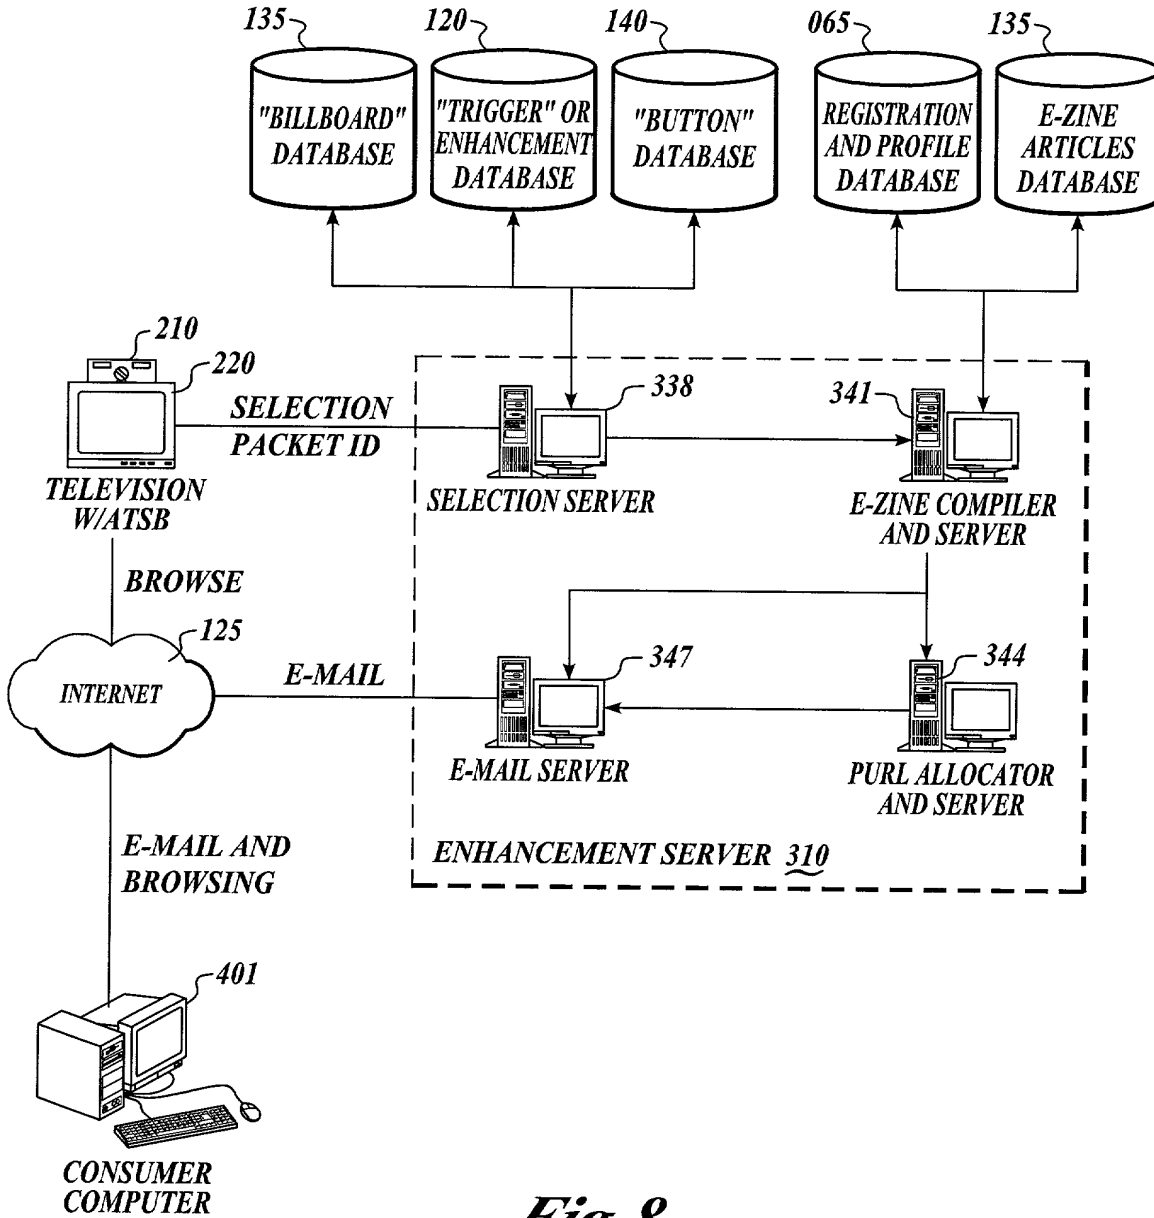 135
120
140
065
135
"BILLBOARD"
DATABASE
"TRIGGER" OR
ENHANCEMENT
DATABASE
"BUTTON"
DATABASE
REGISTRATION
AND PROFILE
DATABASE
E-ZINE
ARTICLES
DATABASE
210
220
SELECTION
PACKET ID
338
341
TELEVISION
W/ATSB
SELECTION SERVER
E-ZINE COMPILER
AND SERVER
BROWSE
125
INTERNET
E-MAIL
347
344
E-MAIL SERVER
PURL ALLOCATOR
AND SERVER
E-MAIL AND
BROWSING
ENHANCEMENT SERVER 310
401
CONSUMER
COMPUTER
Fig. 8